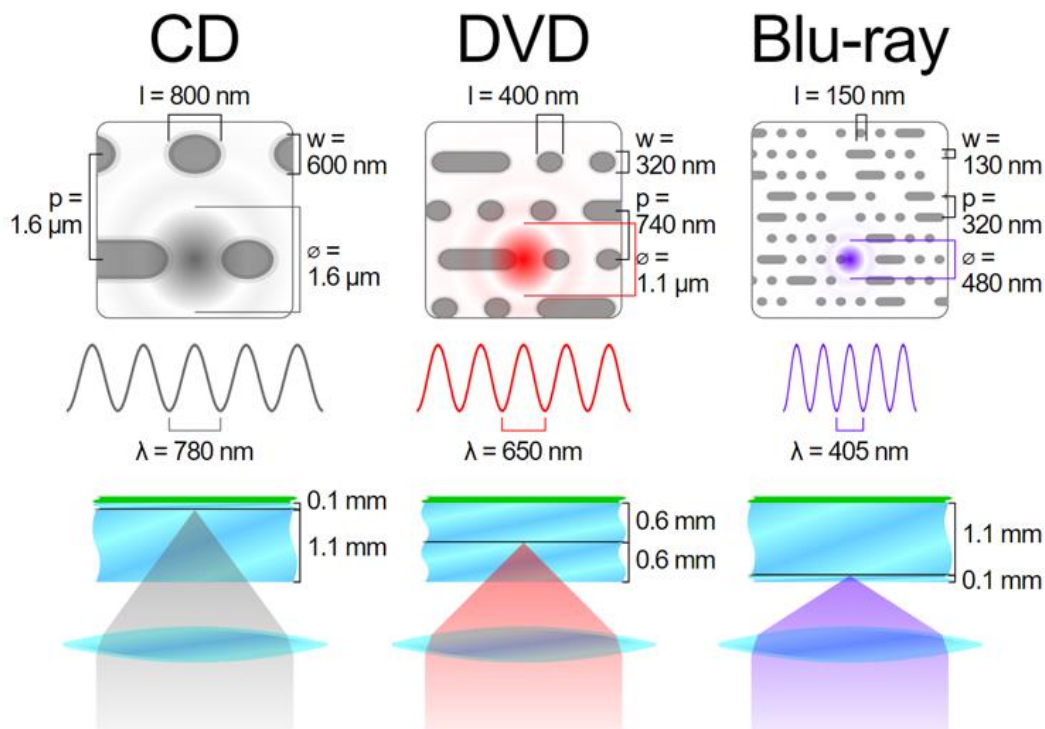 CD
l = 800 nm
w =
600 nm
p =
1.6 µm
⌀ =
1.6 µm
λ = 780 nm
0.1 mm
1.1 mm
DVD
l = 400 nm
w =
320 nm
p =
740 nm
⌀ =
1.1 µm
λ = 650 nm
0.6 mm
0.6 mm
Blu-ray
l = 150 nm
w =
130 nm
p =
320 nm
⌀ =
480 nm
λ = 405 nm
1.1 mm
0.1 mm